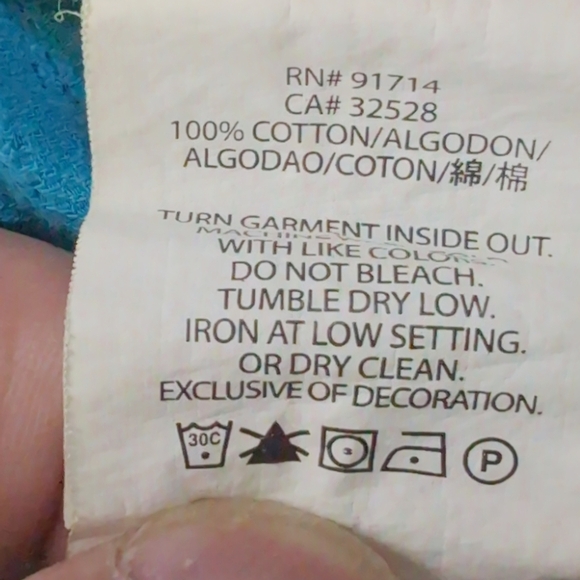 RN# 91714
CA# 32528
100% COTTON/ALGODON/
ALGODAO/COTON/綿/棉
TURN GARMENT INSIDE OUT.
WITH LIKE COLORS.
DO NOT BLEACH.
TUMBLE DRY LOW.
IRON AT LOW SETTING.
OR DRY CLEAN.
EXCLUSIVE OF DECORATION.
30C
P